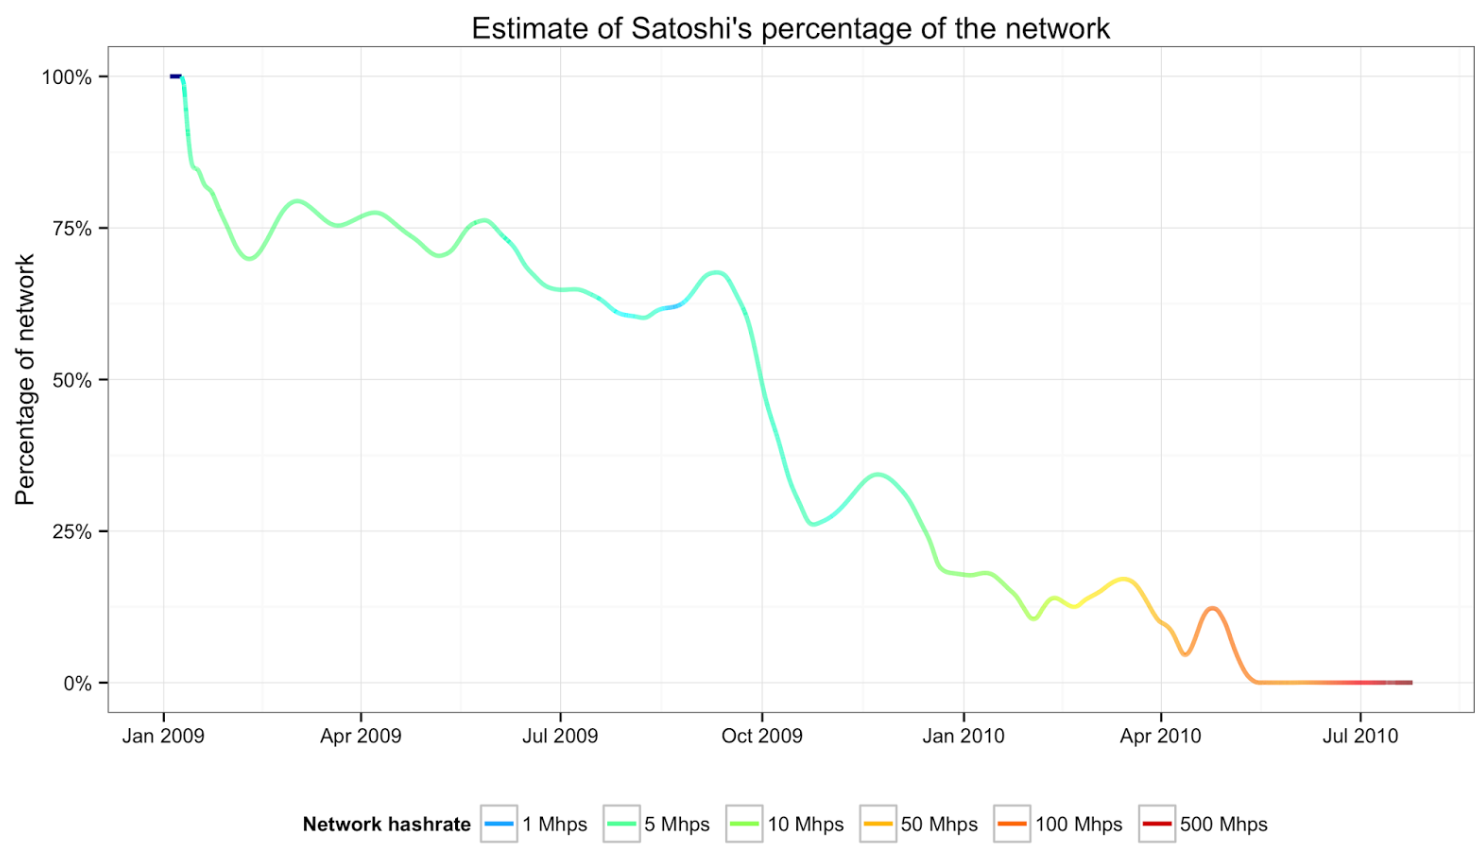 Estimate of Satoshi's percentage of the network
Percentage of network
100%
75%
50%
25%
0%
Jan 2009 Apr 2009 Jul 2009 Oct 2009 Jan 2010 Apr 2010 Jul 2010
Network hashrate 1 Mhps 5 Mhps 10 Mhps 50 Mhps 100 Mhps 500 Mhps